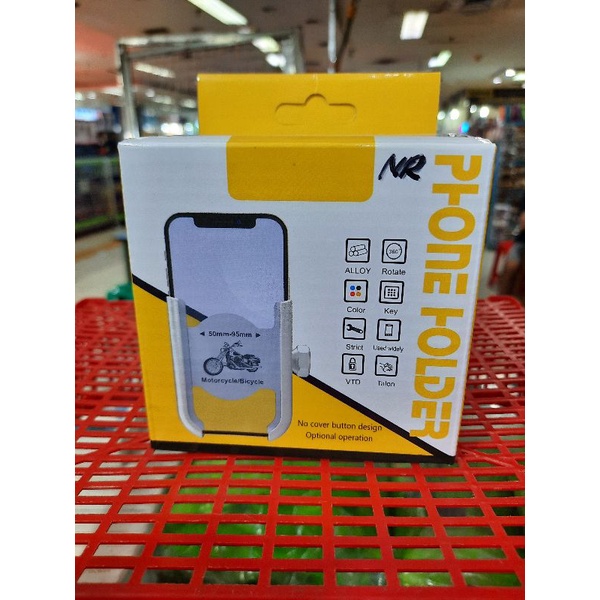 NR
PHONE HOLDER
ALLOY
Rotate
360°
Color
Key
Strict
Used widely
VTD
Talon
50mm-95mm
Motorcycle/Bicycle
No cover button design
Optional operation